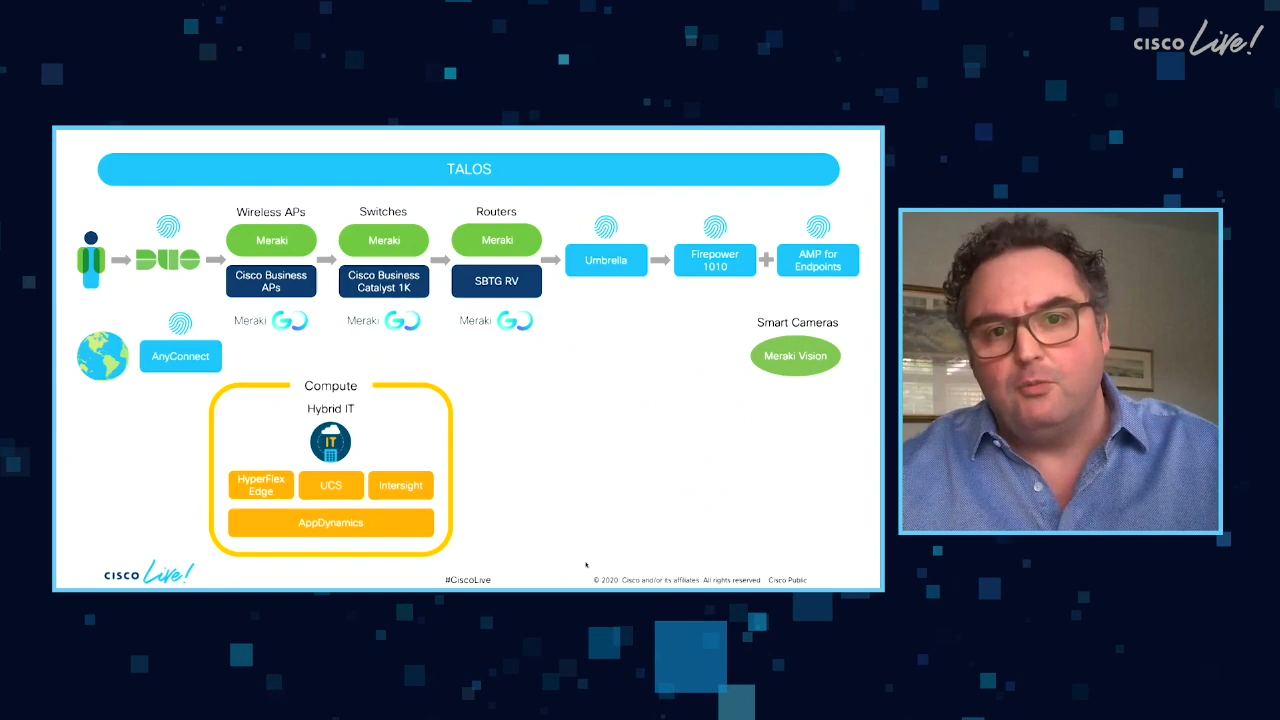 CISCO Live!
TALOS
Wireless APs
Switches
Routers
Meraki
Meraki
Meraki
DUO
Umbrella
Firepower
1010
AMP for
Endpoints
Cisco Business
APs
Cisco Business
Catalyst 1K
SBTG RV
Meraki GO
Meraki GO
Meraki GO
Smart Cameras
AnyConnect
Meraki Vision
Compute
Hybrid IT
IT
HyperFlex
Edge
UCS
Intersight
AppDynamics
CISCO Live!
#CiscoLive
© 2020 Cisco and/or its affiliates. All rights reserved. Cisco Public